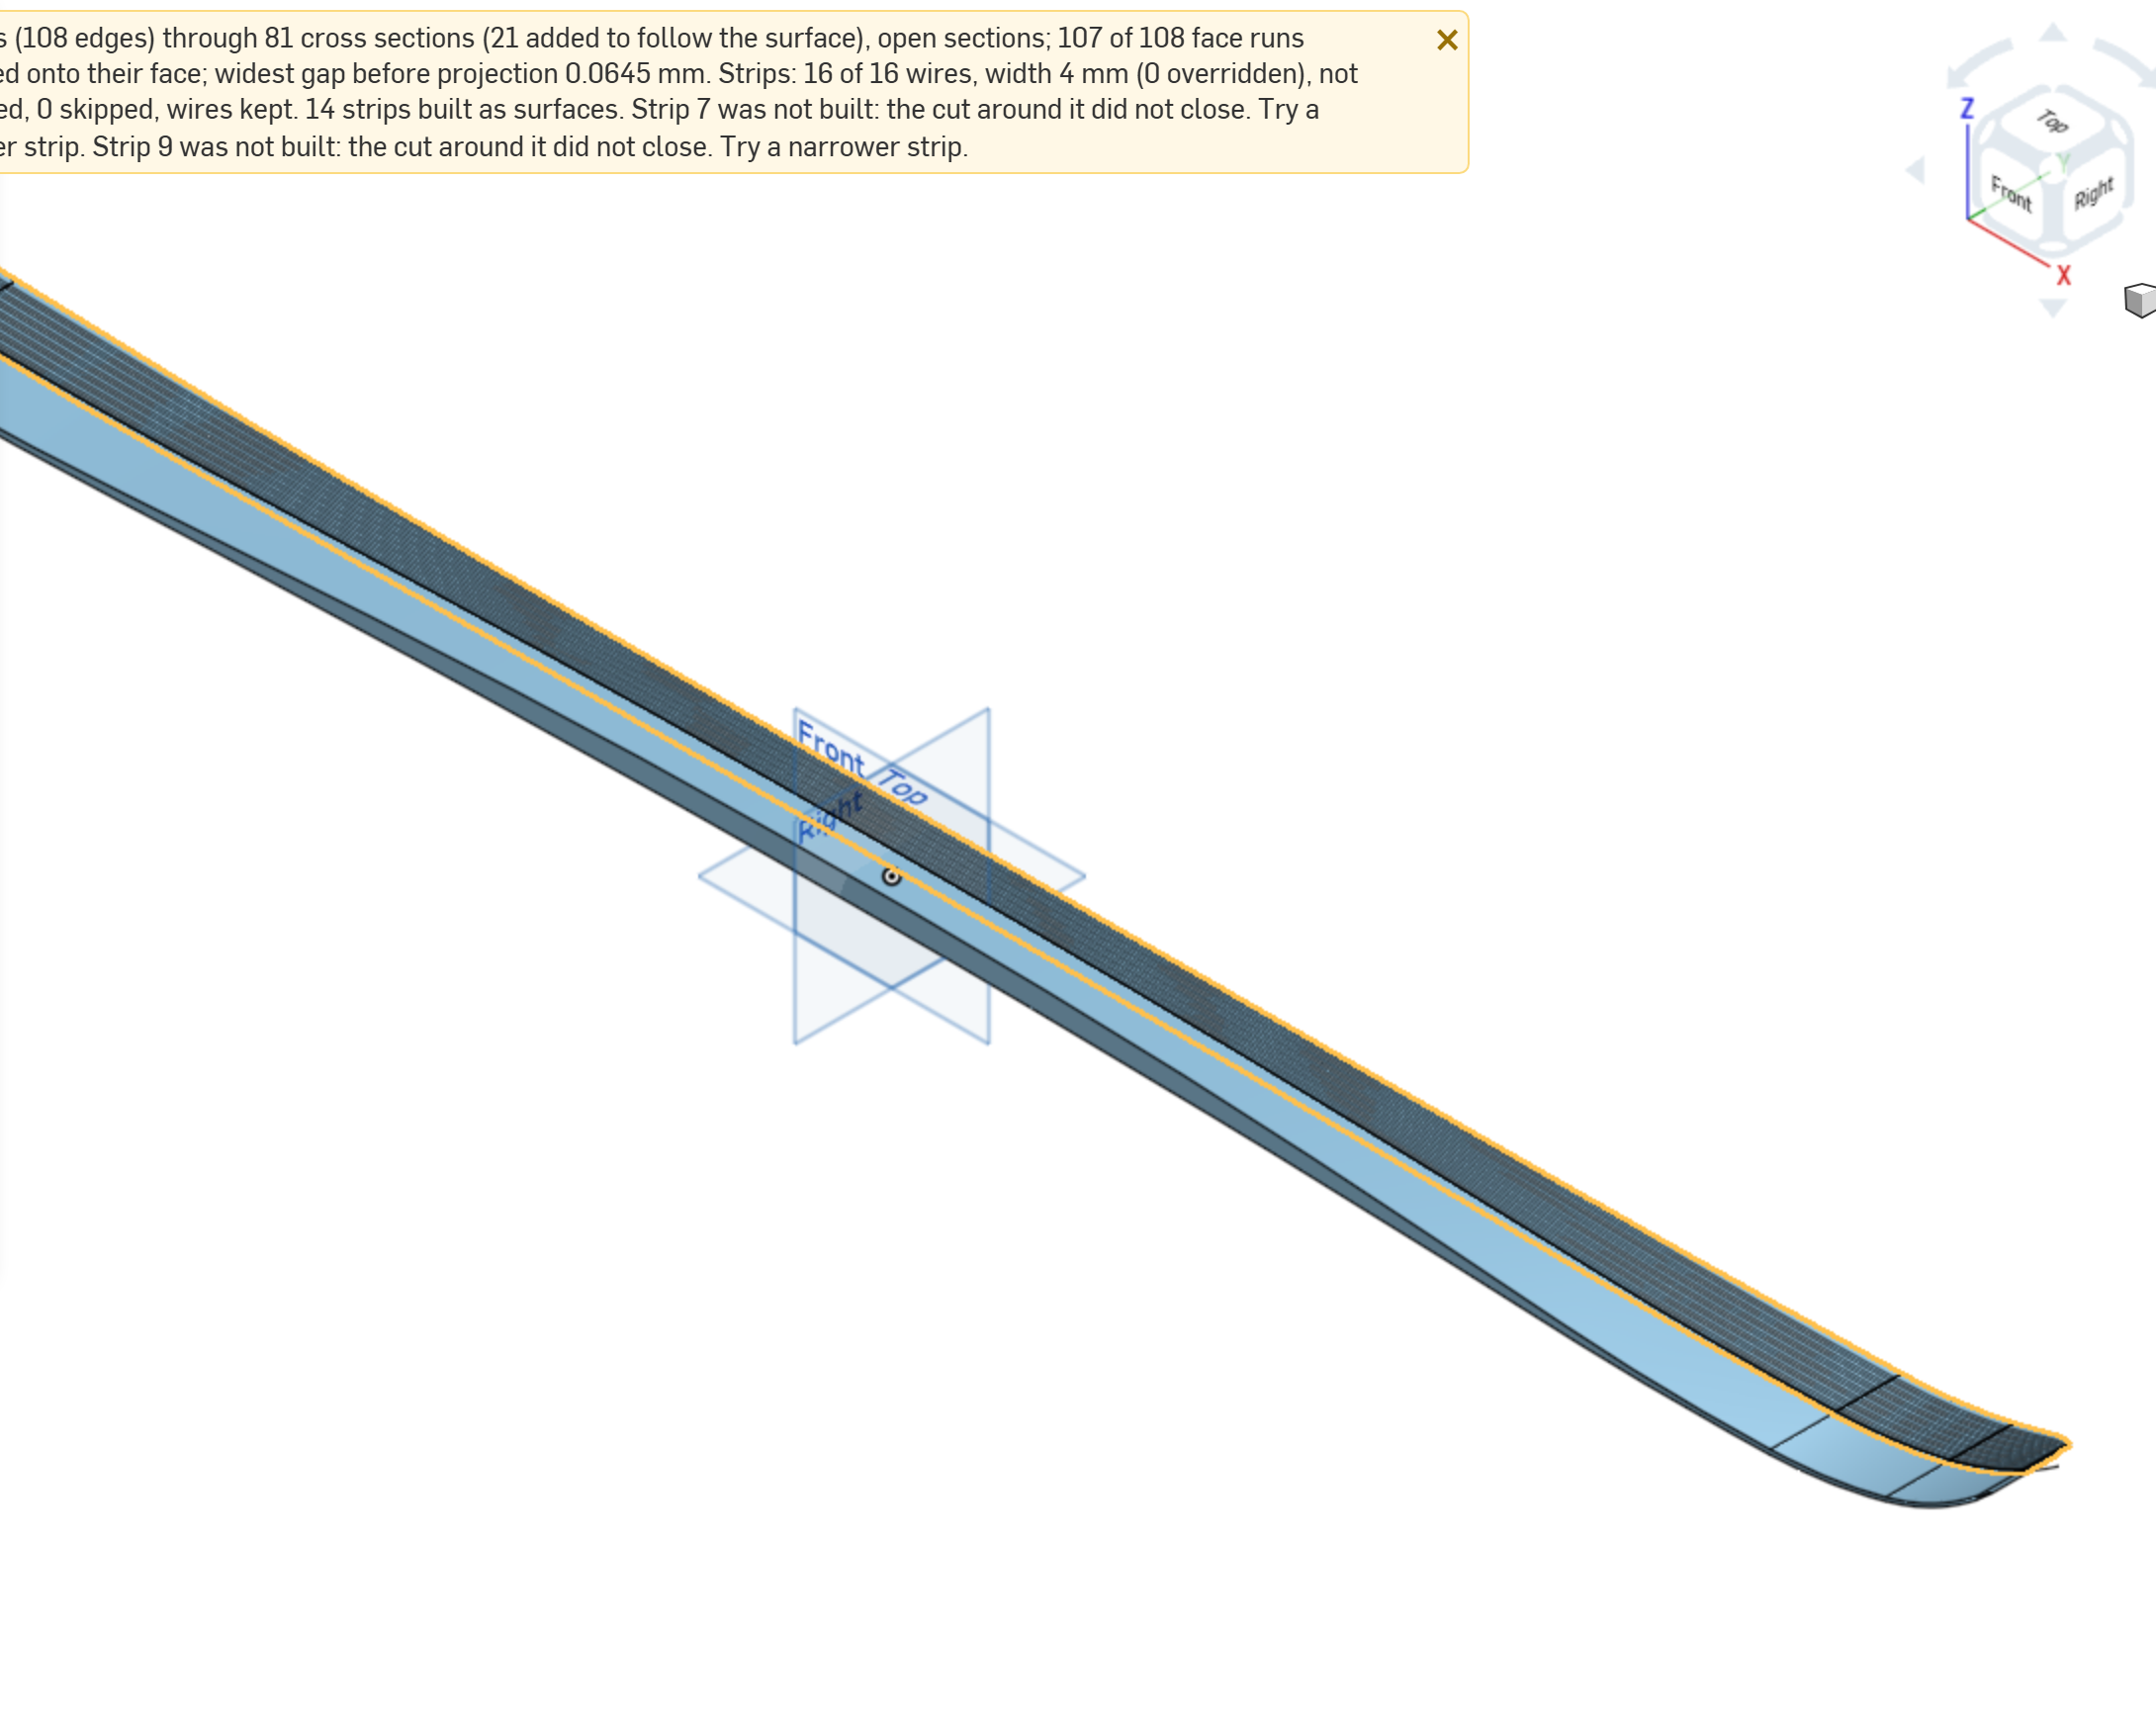 s (108 edges) through 81 cross sections (21 added to follow the surface), open sections; 107 of 108 face runs
ed onto their face; widest gap before projection 0.0645 mm. Strips: 16 of 16 wires, width 4 mm (0 overridden), not
ed, 0 skipped, wires kept. 14 strips built as surfaces. Strip 7 was not built: the cut around it did not close. Try a
er strip. Strip 9 was not built: the cut around it did not close. Try a narrower strip.
Z
Top
Y
Front
Right
X
Front
Top
Right